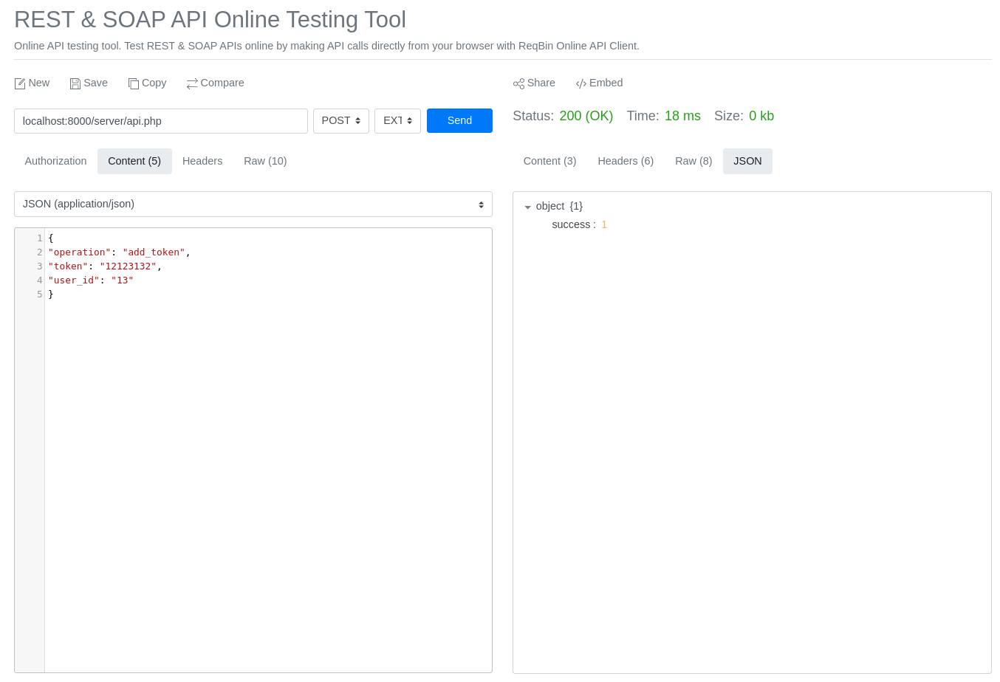 REST & SOAP API Online Testing Tool
Online API testing tool. Test REST & SOAP APIs online by making API calls directly from your browser with ReqBin Online API Client.
New Save Copy Compare
Share Embed
localhost:8000/server/api.php POST EXT Send
Status: 200 (OK) Time: 18 ms Size: 0 kb
Authorization Content (5) Headers Raw (10)
Content (3) Headers (6) Raw (8) JSON
JSON (application/json)
1 {
2 "operation": "add_token",
3 "token": "12123132",
4 "user_id": "13"
5 }
object {1}
success : 1